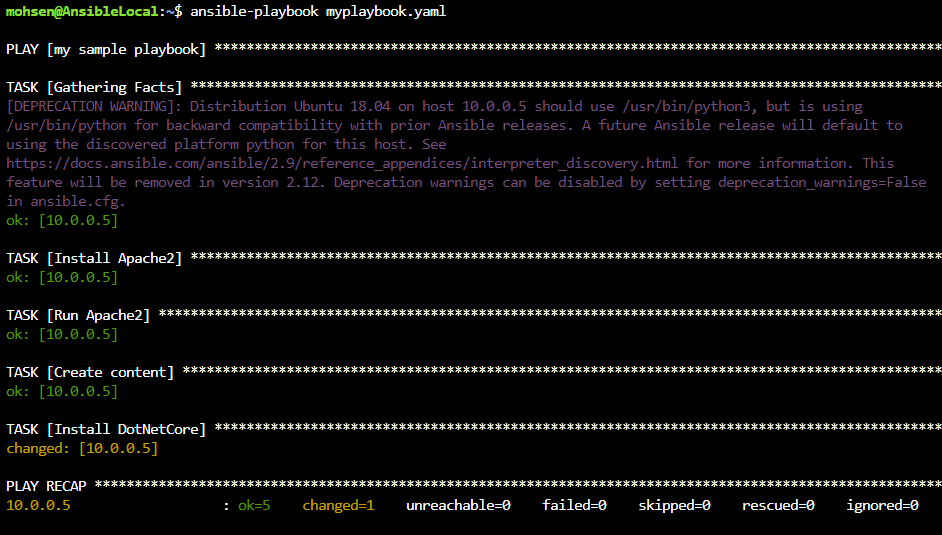 mohsen@AnsibleLocal:~$ ansible-playbook myplaybook.yaml
PLAY [my sample playbook] *******************************************************************************************
TASK [Gathering Facts] **********************************************************************************************
[DEPRECATION WARNING]: Distribution Ubuntu 18.04 on host 10.0.0.5 should use /usr/bin/python3, but is using
/usr/bin/python for backward compatibility with prior Ansible releases. A future Ansible release will default to
using the discovered platform python for this host. See
https://docs.ansible.com/ansible/2.9/reference_appendices/interpreter_discovery.html for more information. This
feature will be removed in version 2.12. Deprecation warnings can be disabled by setting deprecation_warnings=False
in ansible.cfg.
ok: [10.0.0.5]
TASK [Install Apache2] **********************************************************************************************
ok: [10.0.0.5]
TASK [Run Apache2] **************************************************************************************************
ok: [10.0.0.5]
TASK [Create content] ***********************************************************************************************
ok: [10.0.0.5]
TASK [Install DotNetCore] *******************************************************************************************
changed: [10.0.0.5]
PLAY RECAP **********************************************************************************************************
10.0.0.5                   : ok=5    changed=1    unreachable=0    failed=0    skipped=0    rescued=0    ignored=0